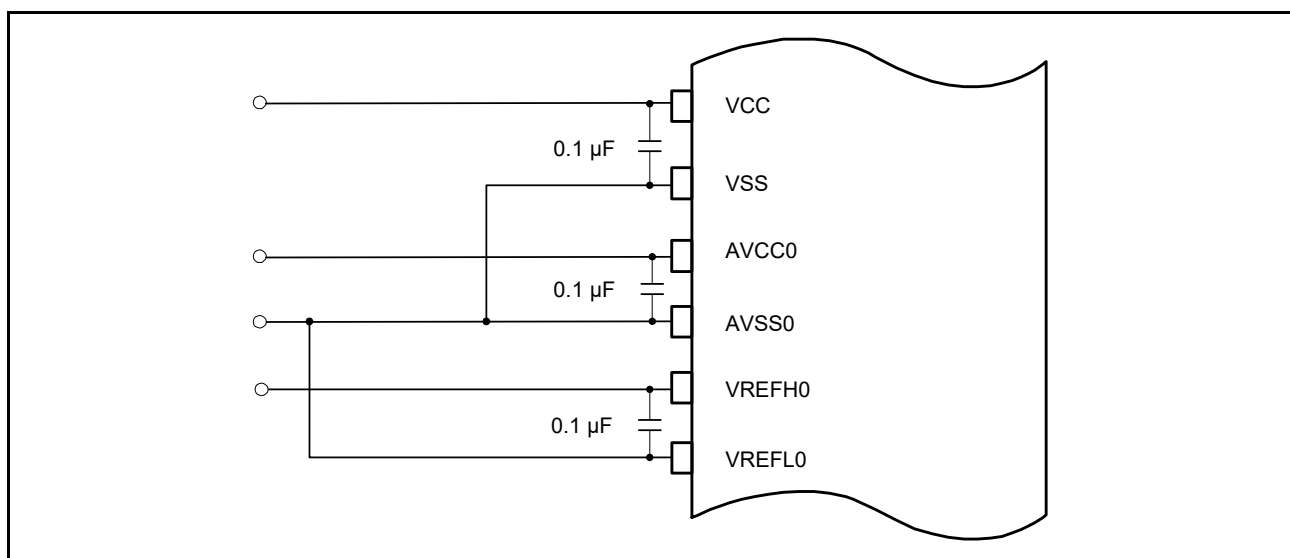 VCC
0.1 µF
VSS
AVCC0
0.1 µF
AVSS0
VREFH0
0.1 µF
VREFL0